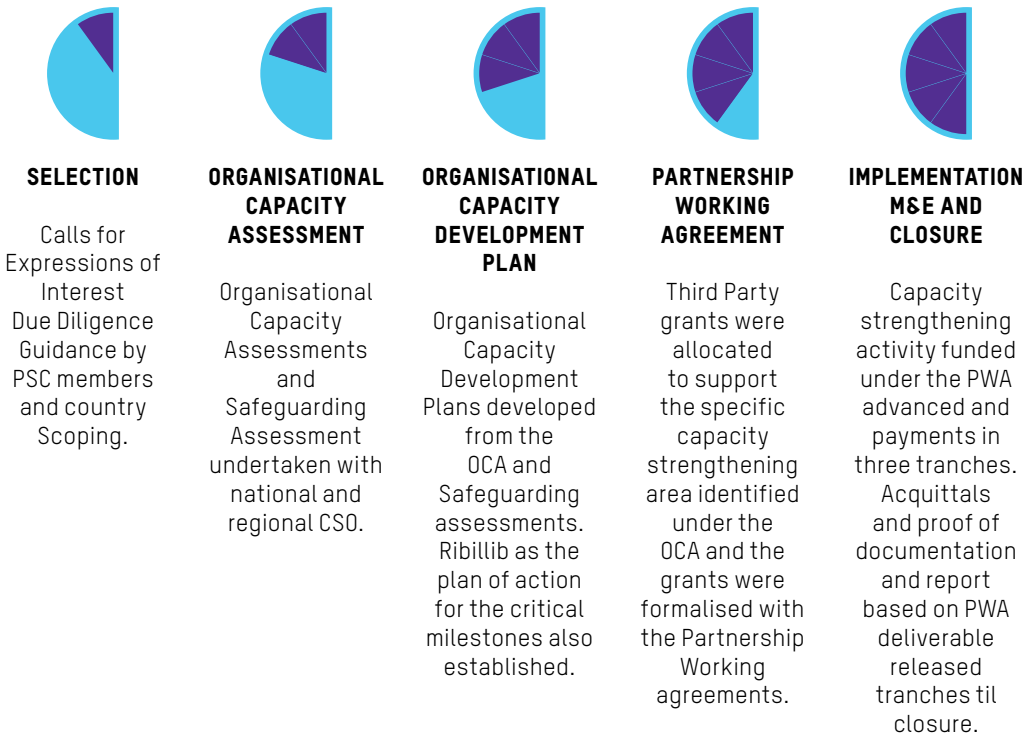 SELECTION
Calls for
Expressions of
Interest
Due Diligence
Guidance by
PSC members
and country
Scoping.
ORGANISATIONAL
CAPACITY
ASSESSMENT
Organisational
Capacity
Assessments
and
Safeguarding
Assessment
undertaken with
national and
regional CSO.
ORGANISATIONAL
CAPACITY
DEVELOPMENT
PLAN
Organisational
Capacity
Development
Plans developed
from the
OCA and
Safeguarding
assessments.
Ribillib as the
plan of action
for the critical
milestones also
established.
PARTNERSHIP
WORKING
AGREEMENT
Third Party
grants were
allocated
to support
the specific
capacity
strengthening
area identified
under the
OCA and the
grants were
formalised with
the Partnership
Working
agreements.
IMPLEMENTATION
M&E AND
CLOSURE
Capacity
strengthening
activity funded
under the PWA
advanced and
payments in
three tranches.
Acquittals
and proof of
documentation
and report
based on PWA
deliverable
released
tranches til
closure.